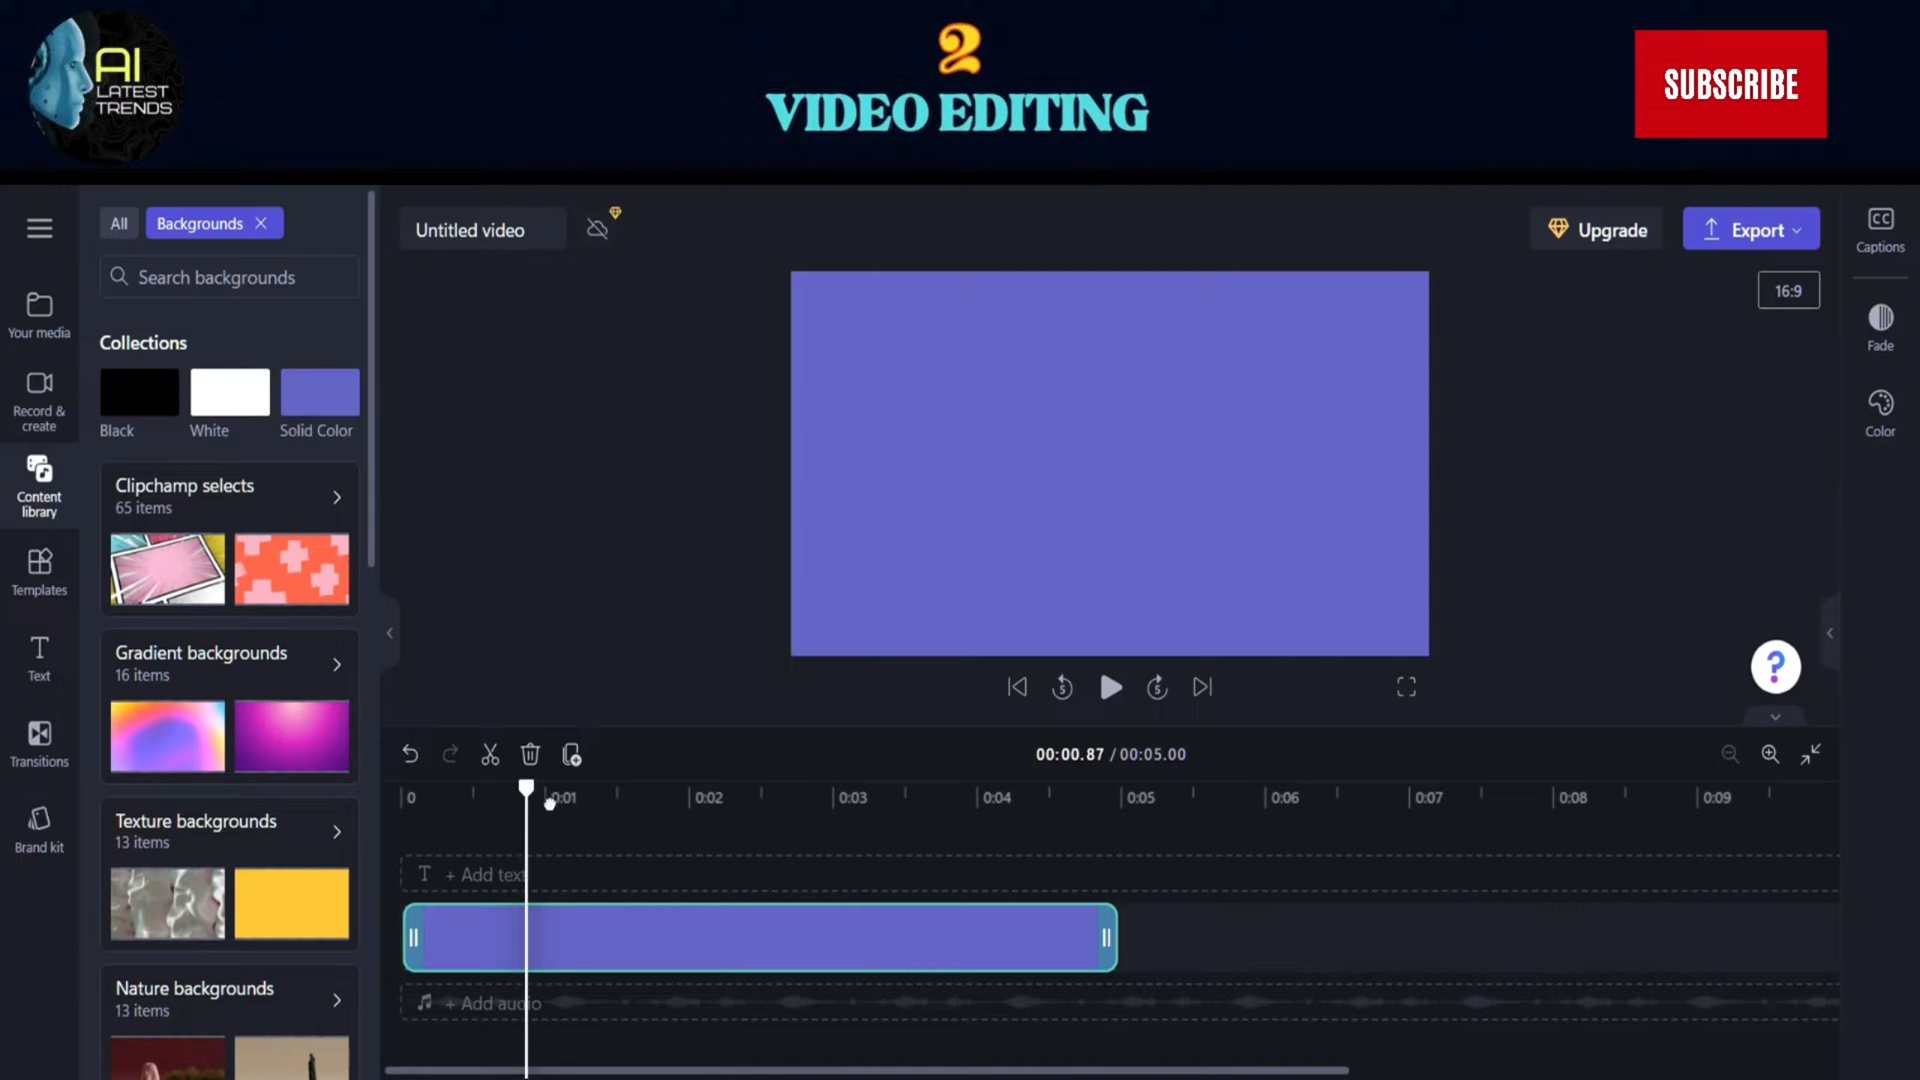 AI
LATEST
TRENDS
2
VIDEO EDITING
SUBSCRIBE
All
Backgrounds
Search backgrounds
Collections
Black
White
Solid Color
Clipchamp selects
65 items
Gradient backgrounds
16 items
Texture backgrounds
13 items
Nature backgrounds
13 items
Your media
Record &
create
Content
library
Templates
Text
Transitions
Brand kit
Untitled video
Upgrade
Export
16:9
CC
Captions
Fade
Color
5
5
?
00:00.87 / 00:05.00
0
0:01
0:02
0:03
0:04
0:05
0:06
0:07
0:08
0:09
T + Add text
+ Add audio